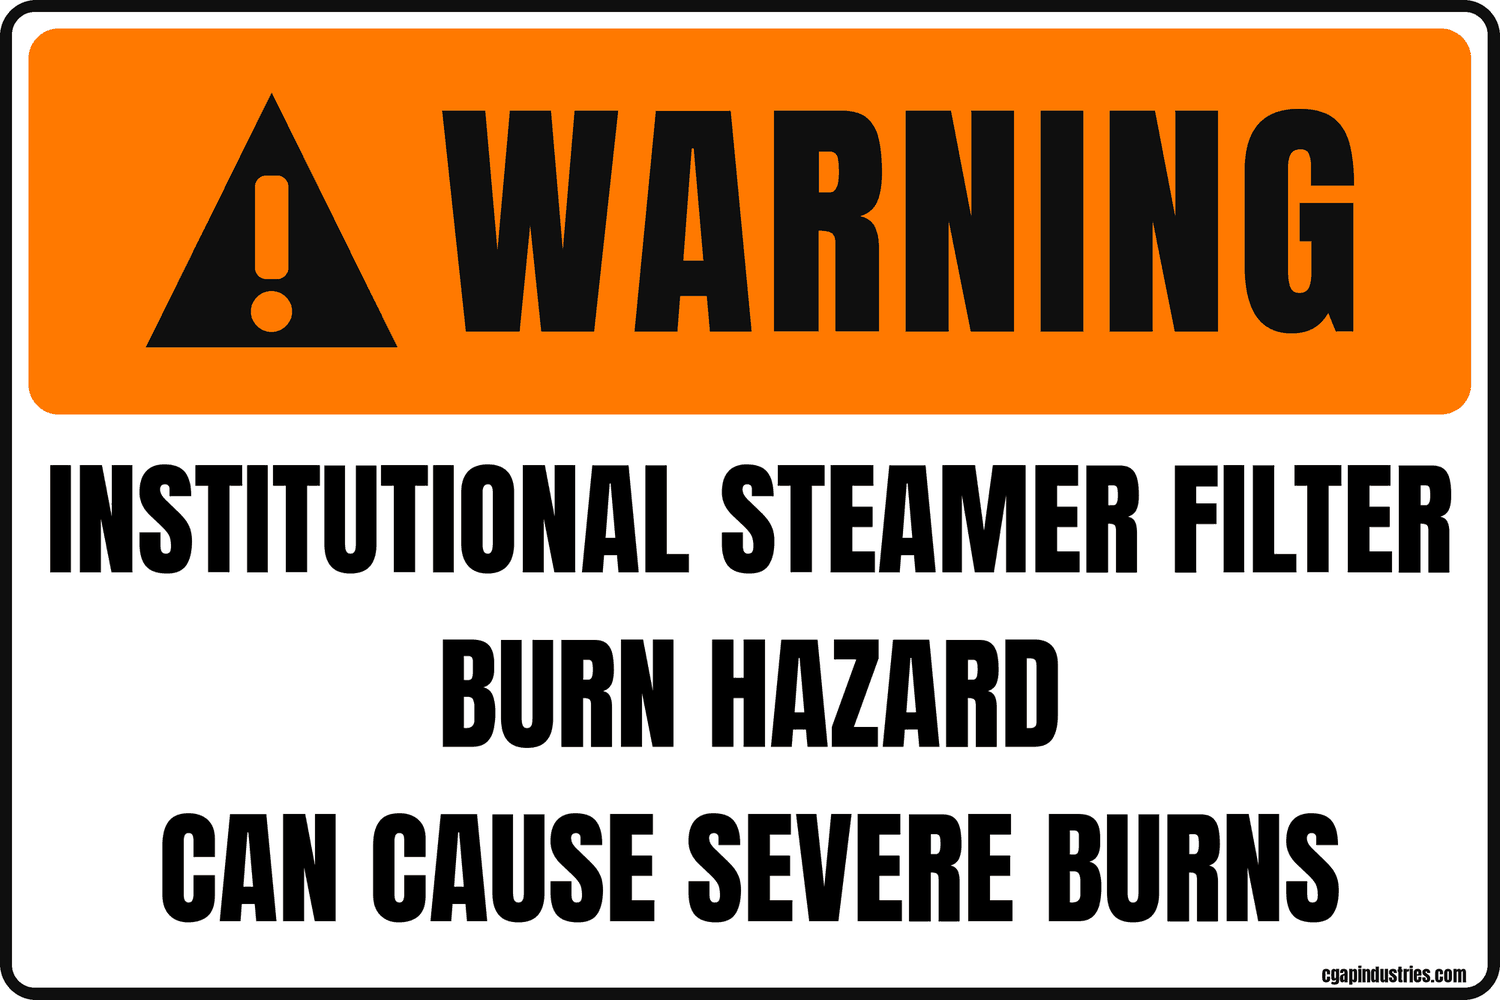 WARNING
INSTITUTIONAL STEAMER FILTER
BURN HAZARD
CAN CAUSE SEVERE BURNS
cgapindustries.com